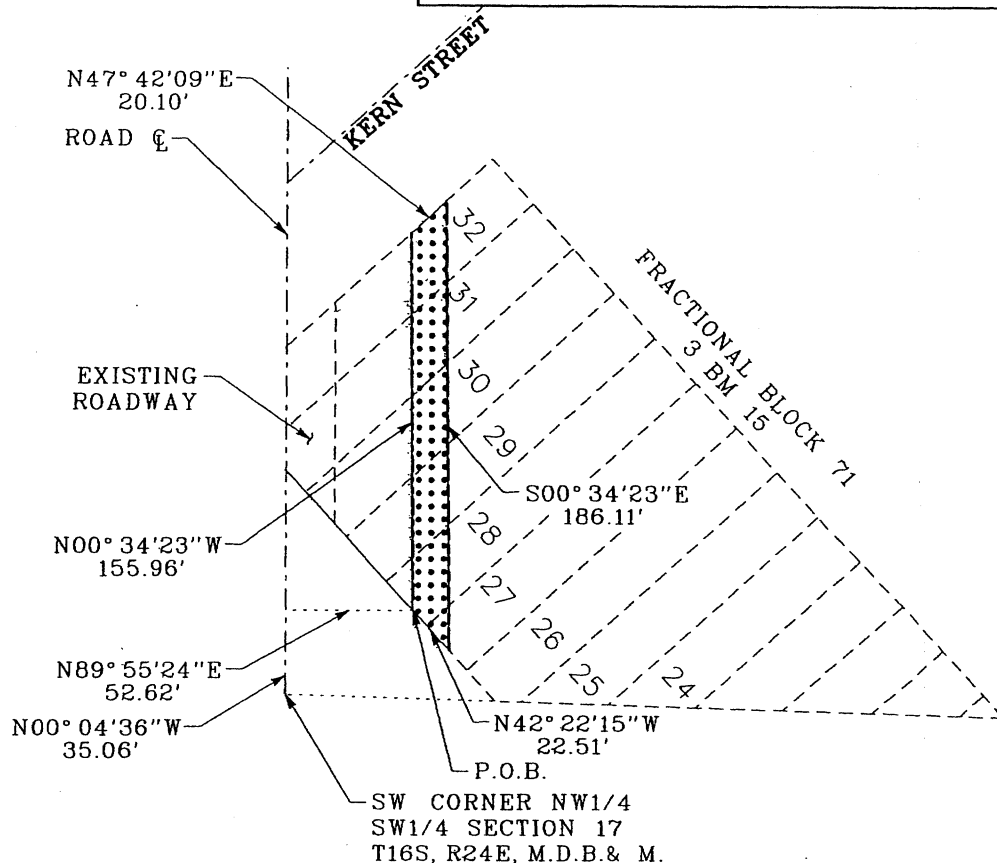 KERN STREET
N47°42'09"E
20.10'
ROAD ℄
32
31
30
29
28
27
26
25
24
FRACTIONAL BLOCK 71
3 BM 15
EXISTING
ROADWAY
S00°34'23"E
186.11'
N00°34'23"W
155.96'
N89°55'24"E
52.62'
N00°04'36"W
35.06'
N42°22'15"W
22.51'
P.O.B.
SW CORNER NW1/4
SW1/4 SECTION 17
T16S, R24E, M.D.B.& M.